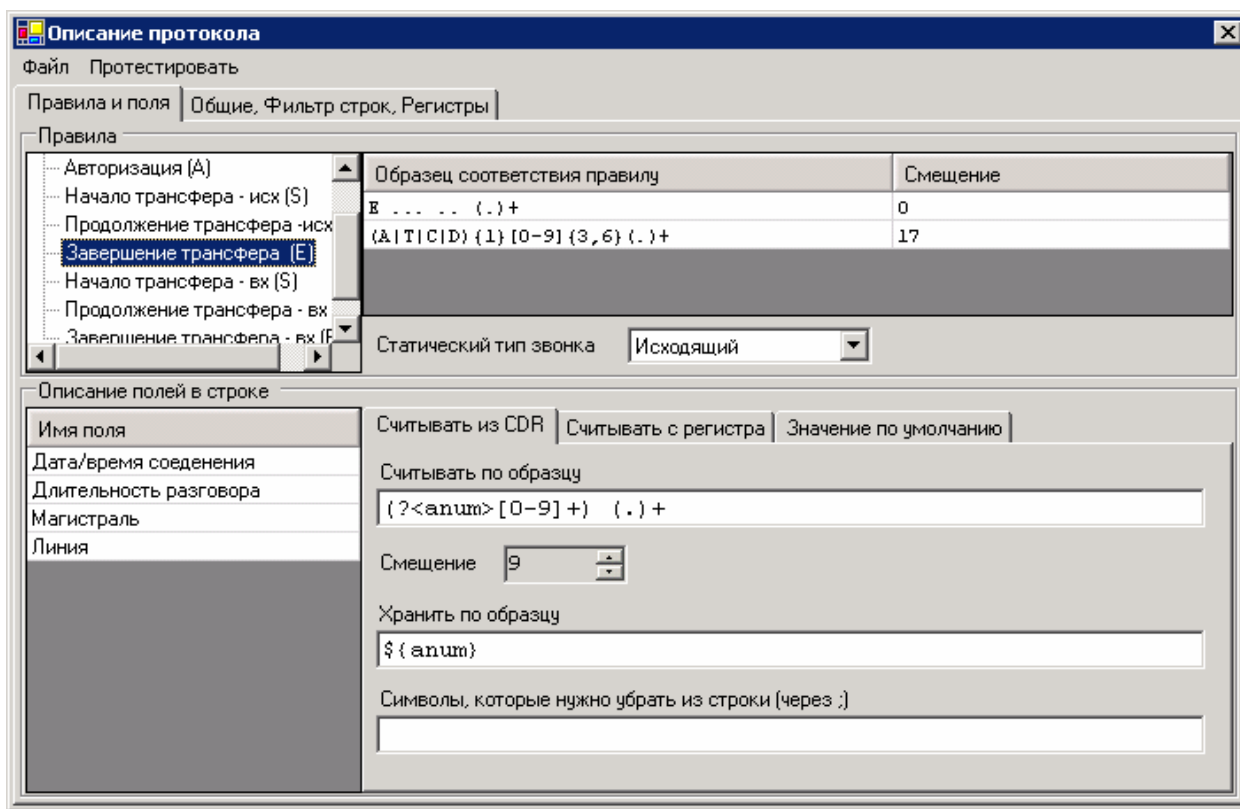 Описание протокола
Файл Протестировать
Правила и поля Общие, Фильтр строк, Регистры
Правила
Авторизация (A)
Начало трансфера - исх (S)
Продолжение трансфера -исх
Завершение трансфера (E)
Начало трансфера - вх (S)
Продолжение трансфера - вх
Завершение трансфера - вх (E
Образец соответствия правилу Смещение
E ... .. (.)+ 0
(A|T|C|D){1}[0-9]{3,6}(.)+ 17
Статический тип звонка Исходящий
Описание полей в строке
Имя поля
Дата/время соеденения
Длительность разговора
Магистраль
Линия
Считывать из CDR Считывать с регистра Значение по умолчанию
Считывать по образцу
(?<anum>[0-9]+) (.)+
Смещение 9
Хранить по образцу
${anum}
Символы, которые нужно убрать из строки (через ;)